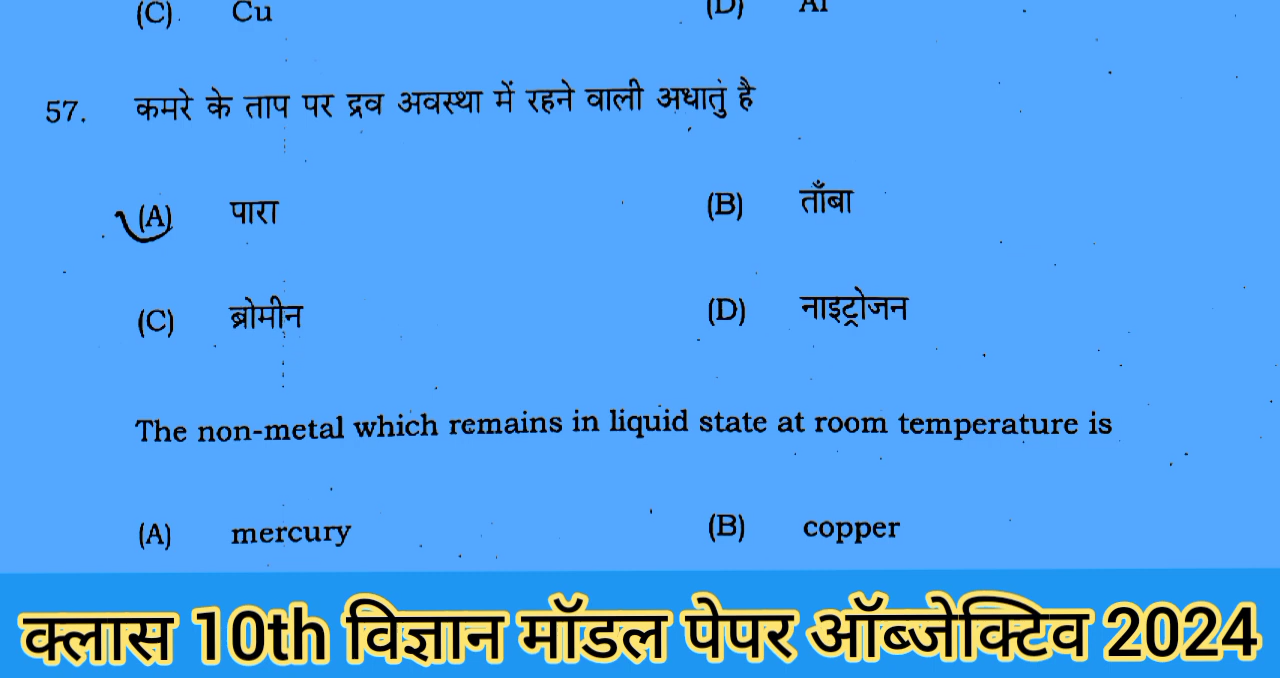 (C) Cu (D) Al
57. कमरे के ताप पर द्रव अवस्था में रहने वाली अधातुं है
(A) पारा (B) ताँबा
(C) ब्रोमीन (D) नाइट्रोजन
The non-metal which remains in liquid state at room temperature is
(A) mercury (B) copper
क्लास 10th विज्ञान मॉडल पेपर ऑब्जेक्टिव 2024